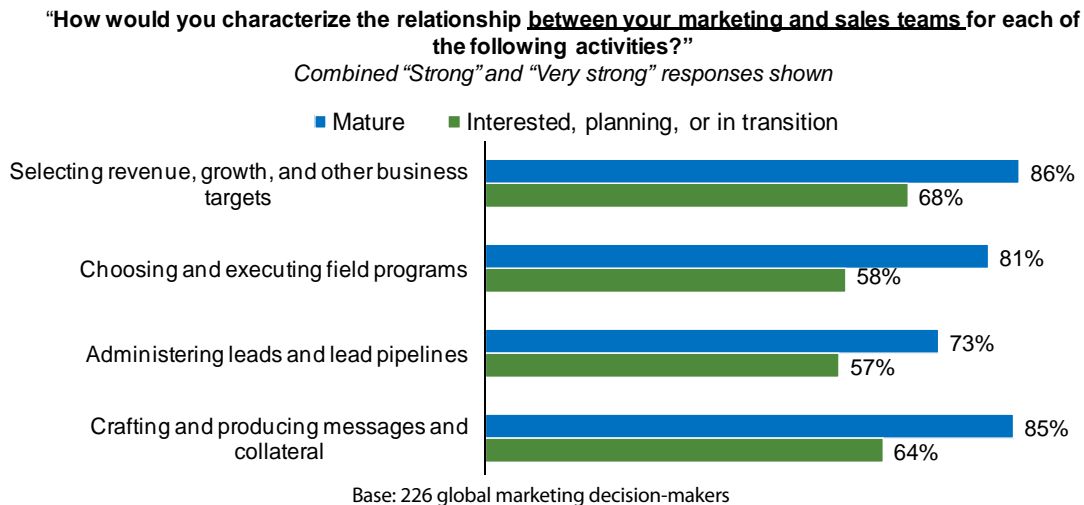 “How would you characterize the relationship between your marketing and sales teams for each of
the following activities?”
Combined “Strong” and “Very strong” responses shown
Mature
Interested, planning, or in transition
Selecting revenue, growth, and other business
targets
86%
68%
Choosing and executing field programs
81%
58%
Administering leads and lead pipelines
73%
57%
Crafting and producing messages and
collateral
85%
64%
Base: 226 global marketing decision-makers